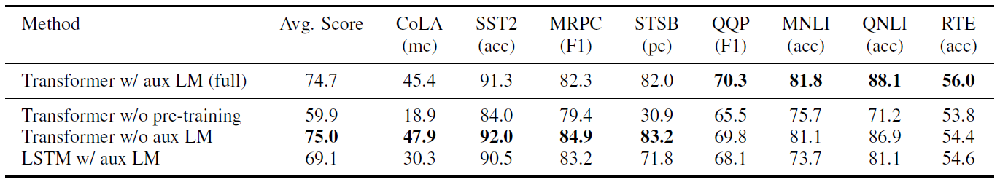 Method Avg. Score CoLA SST2 MRPC STSB QQP MNLI QNLI RTE
(mc) (acc) (F1) (pc) (F1) (acc) (acc) (acc)
Transformer w/ aux LM (full) 74.7 45.4 91.3 82.3 82.0 70.3 81.8 88.1 56.0
Transformer w/o pre-training 59.9 18.9 84.0 79.4 30.9 65.5 75.7 71.2 53.8
Transformer w/o aux LM 75.0 47.9 92.0 84.9 83.2 69.8 81.1 86.9 54.4
LSTM w/ aux LM 69.1 30.3 90.5 83.2 71.8 68.1 73.7 81.1 54.6